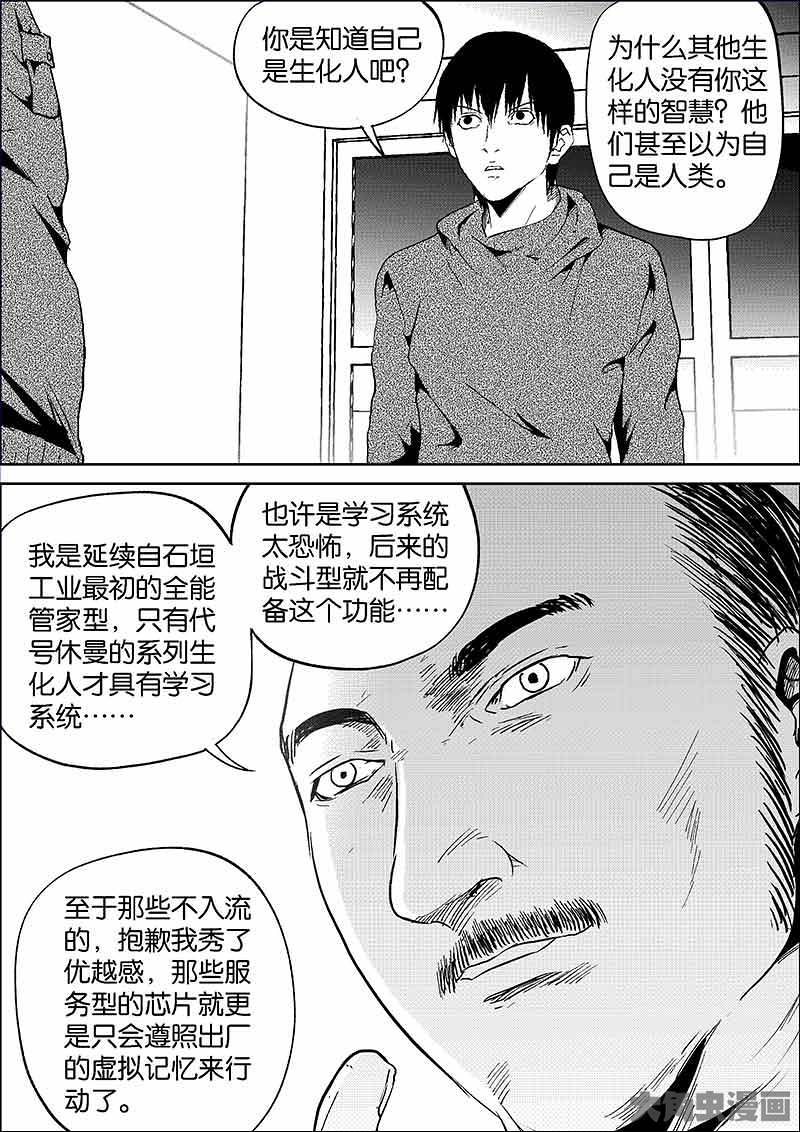 你是知道自己
是生化人吧？
为什么其他生
化人没有你这
样的智慧？他
们甚至以为自
己是人类。
我是延续自石垣
工业最初的全能
管家型，只有代
号休曼的系列生
化人才具有学习
系统……
也许是学习系统
太恐怖，后来的
战斗型就不再配
备这个功能……
至于那些不入流
的，抱歉我秀了
优越感，那些服
务型的芯片就更
是只会遵照出厂
的虚拟记忆来行
动了。
大角虫漫画